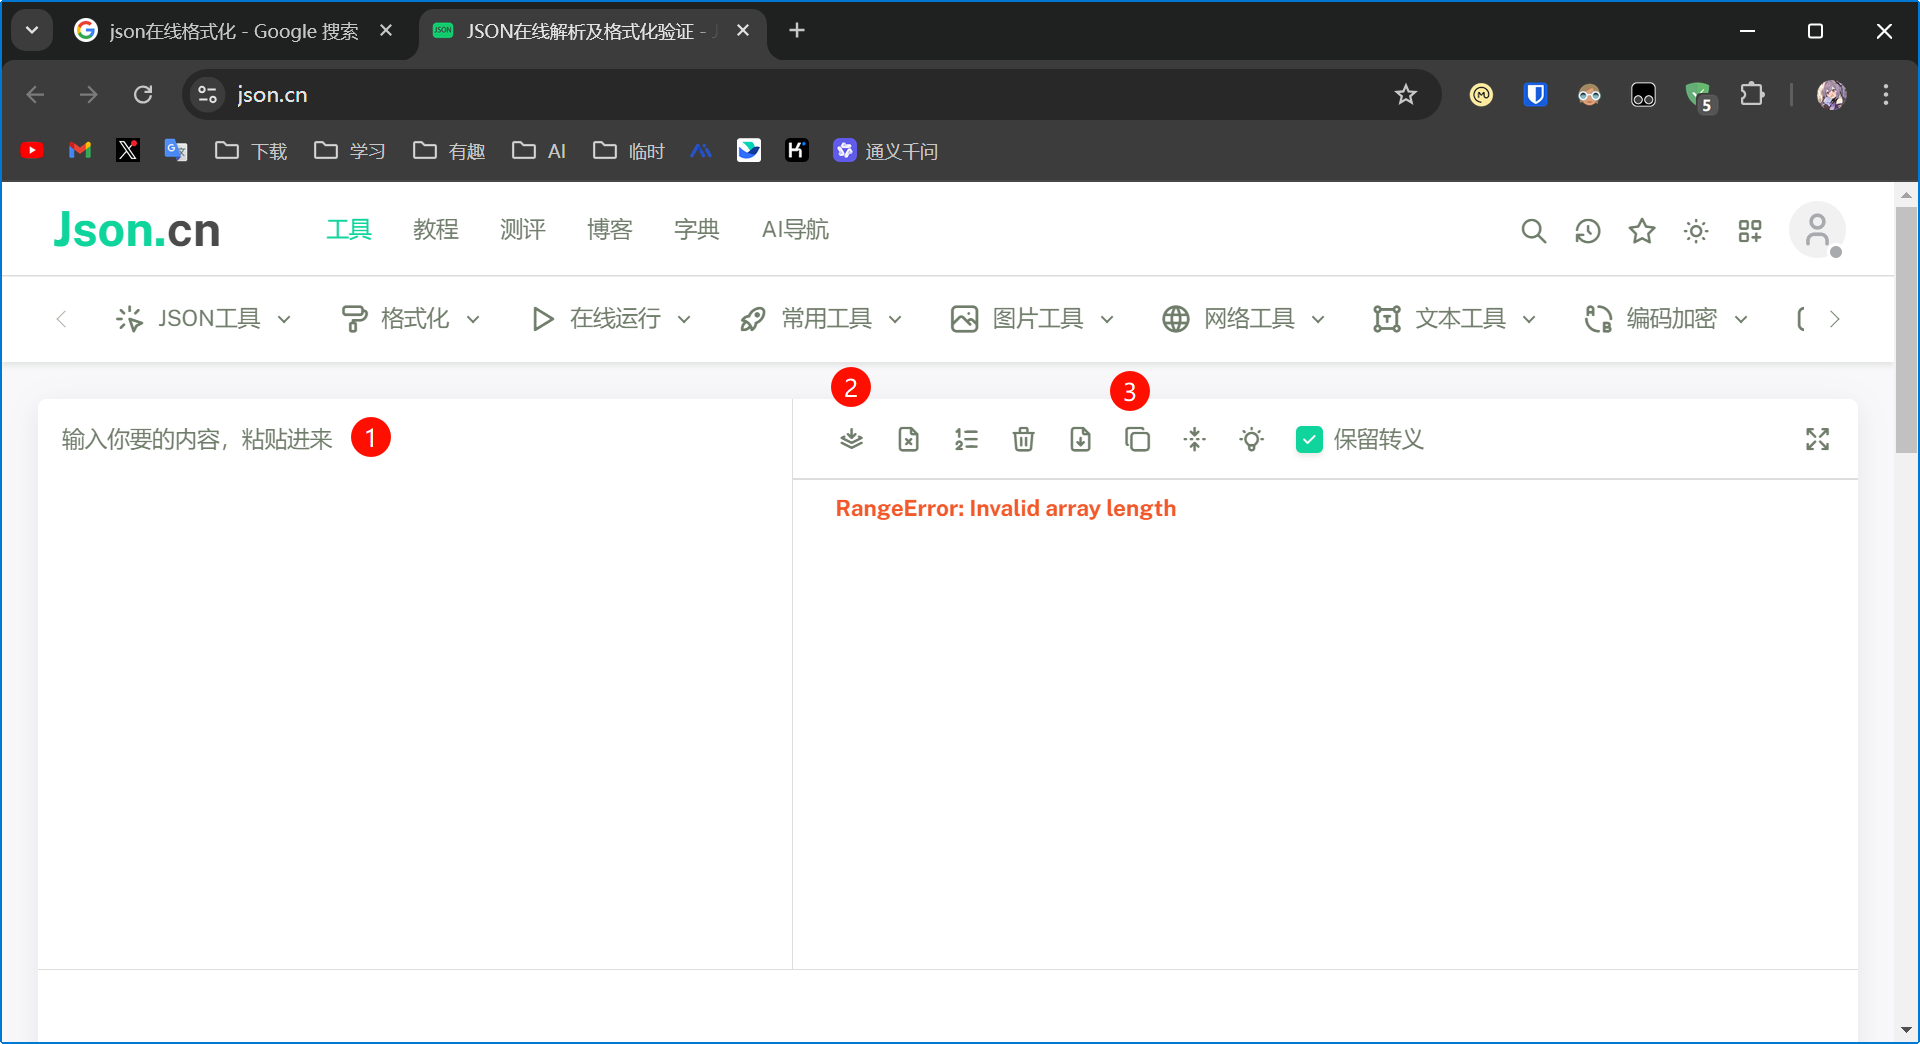 json在线格式化 - Google 搜索
JSON在线解析及格式化验证 -
json.cn
5
下载 学习 有趣 AI 临时 通义千问
Json.cn 工具 教程 测评 博客 字典 AI导航
JSON工具 格式化 在线运行 常用工具 图片工具 网络工具 文本工具 编码加密
2 3
输入你要的内容，粘贴进来 1 保留转义
RangeError: Invalid array length